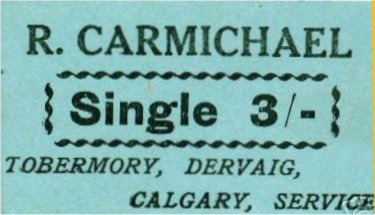 R. CARMICHAEL
Single 3/-
TOBERMORY, DERVAIG,
CALGARY, SERVICE